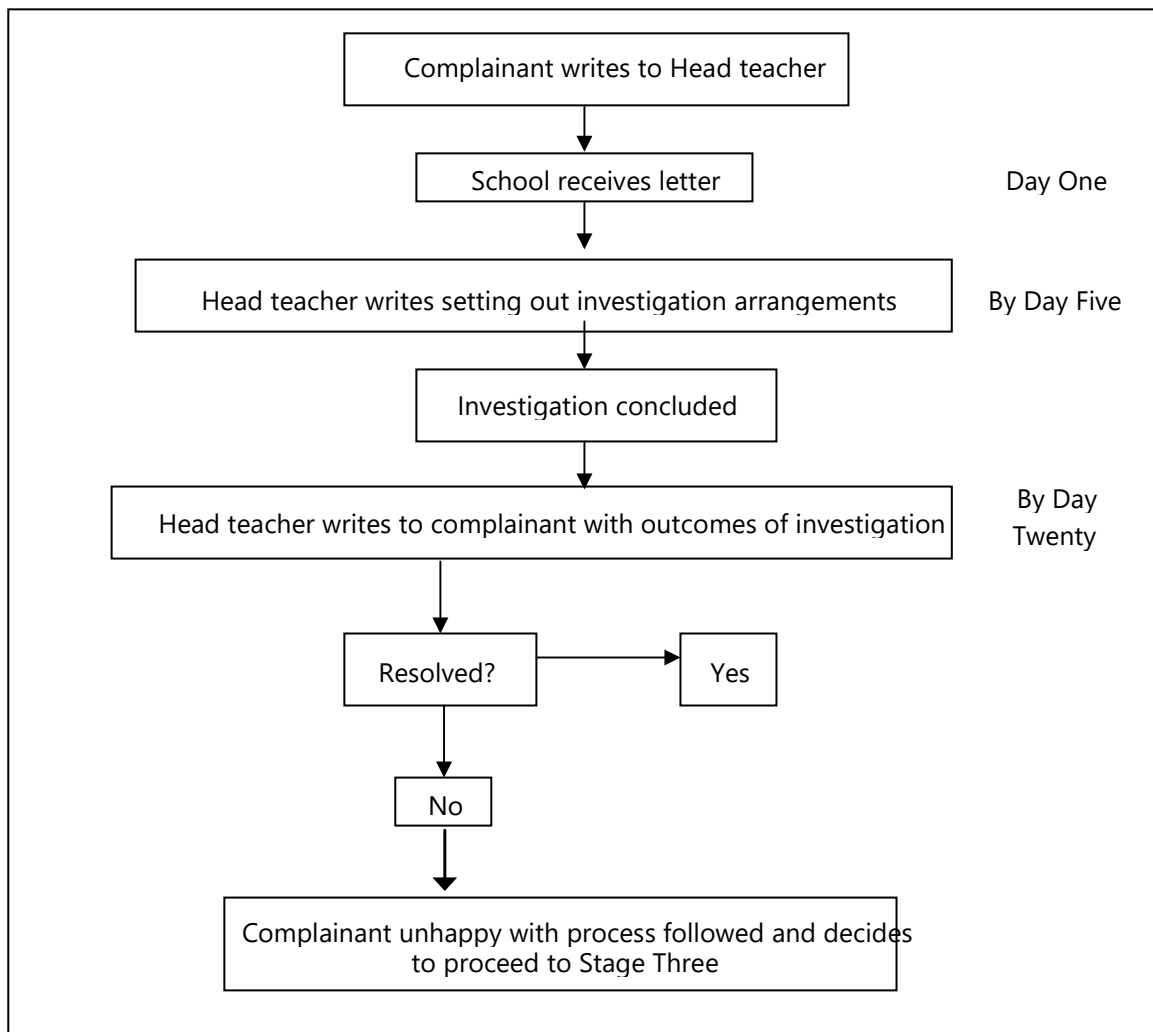 Complainant writes to Head teacher
School receives letter
Day One
Head teacher writes setting out investigation arrangements
By Day Five
Investigation concluded
Head teacher writes to complainant with outcomes of investigation
By Day
Twenty
Resolved?
Yes
No
Complainant unhappy with process followed and decides
to proceed to Stage Three